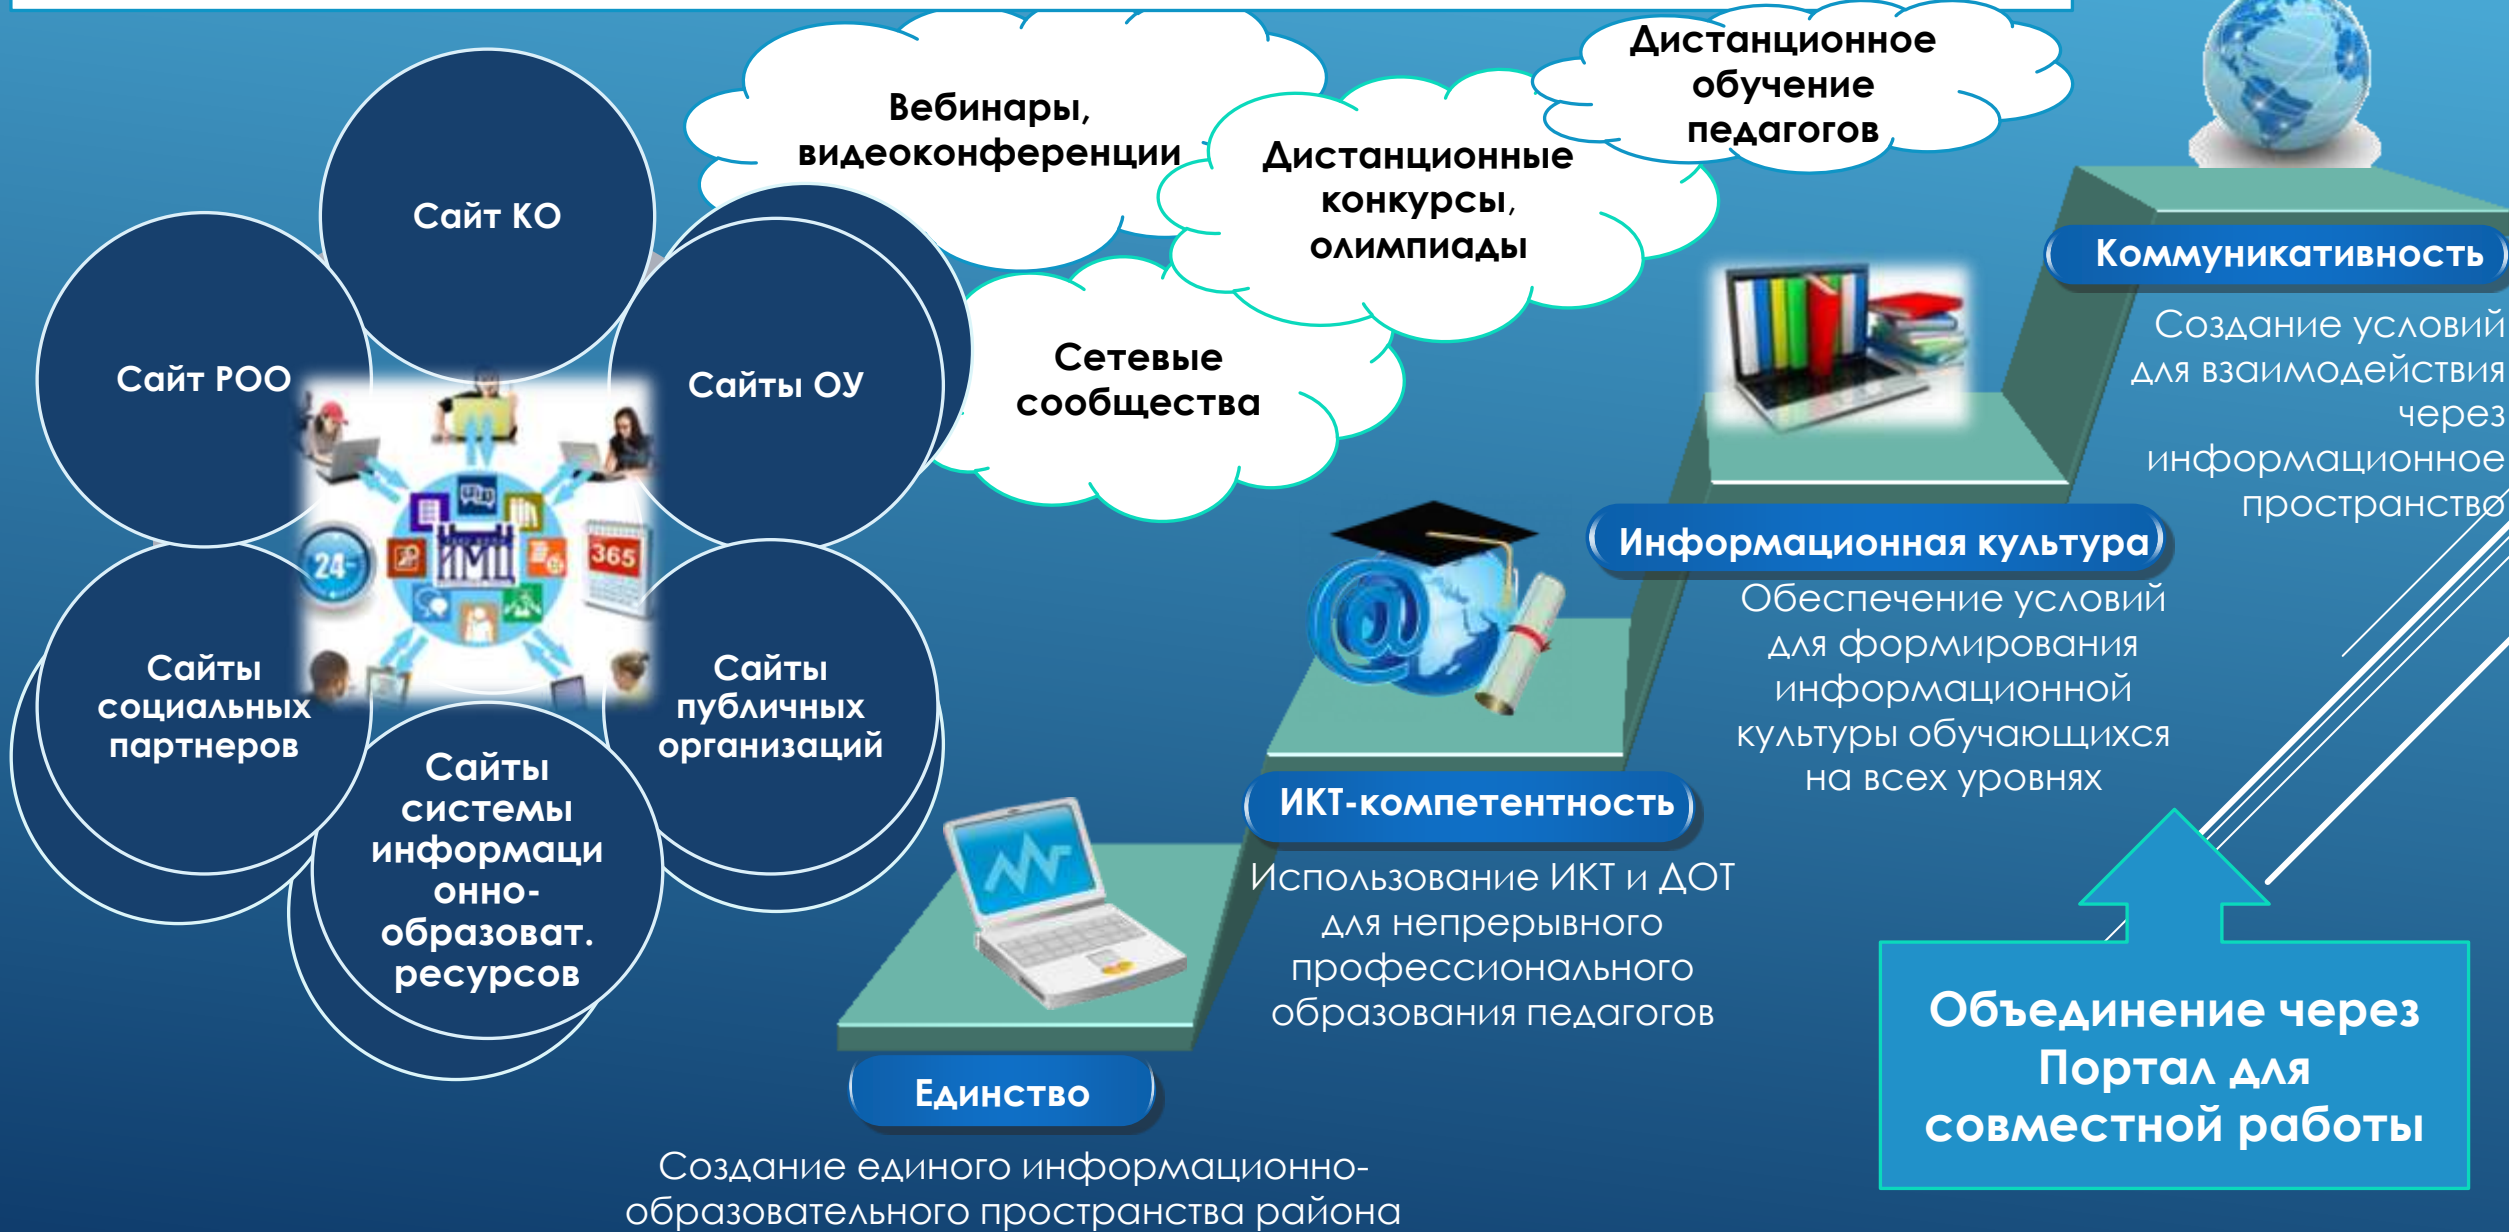 Дистанционное
обучение
педагогов
Вебинары,
видеоконференции
Дистанционные
конкурсы,
олимпиады
Сетевые
сообщества
Сайт КО
Сайт РОО
Сайты ОУ
24
365
ИМЦ
Сайты
социальных
партнеров
Сайты
публичных
организаций
Сайты
системы
информаци
онно-
образоват.
ресурсов
Коммуникативность
Создание условий
для взаимодействия
через
информационное
пространство
Информационная культура
Обеспечение условий
для формирования
информационной
культуры обучающихся
на всех уровнях
@
ИКТ-компетентность
Использование ИКТ и ДОТ
для непрерывного
профессионального
образования педагогов
Единство
Создание единого информационно-
образовательного пространства района
Объединение через
Портал для
совместной работы